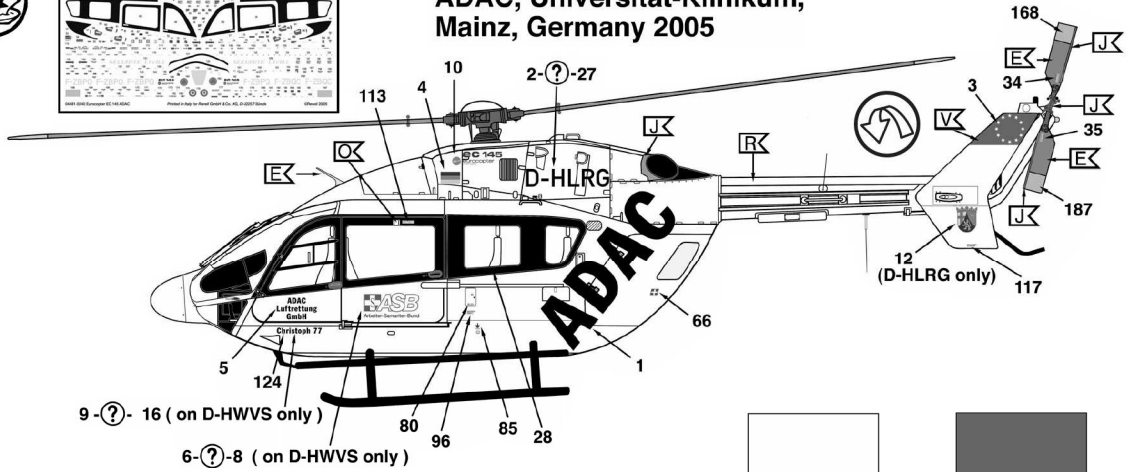 ADAC, Universität-Klinikum,
Mainz, Germany 2005
168
J
E
34
10
2-?-27
4
113
3
J
V
35
J
O
R
E
E
EC 145
eurocopter
D-HLRG
J
187
12
(D-HLRG only)
117
ADAC
ADAC
Luftrettung
GmbH
ASB
Arbeiter-Samariter-Bund
Christoph 77
66
5
1
124
9 -?- 16 ( on D-HWVS only )
80
96
85
28
6-?-8 ( on D-HWVS only )